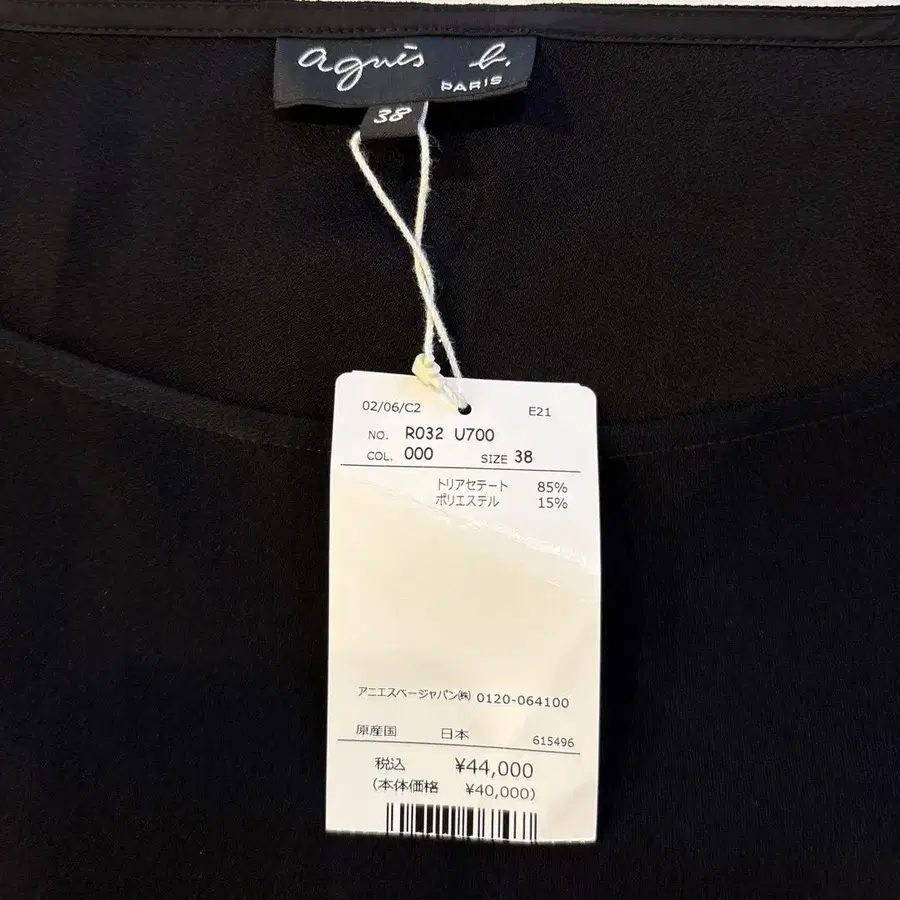 agnès b.
PARIS
38
02/06/C2 E21
NO. R032 U700
COL. 000 SIZE 38
トリアセテート 85%
ポリエステル 15%
アニエスベージャパン㈱ 0120-064100
原産国 日本 615496
税込 ¥44,000
(本体価格 ¥40,000)